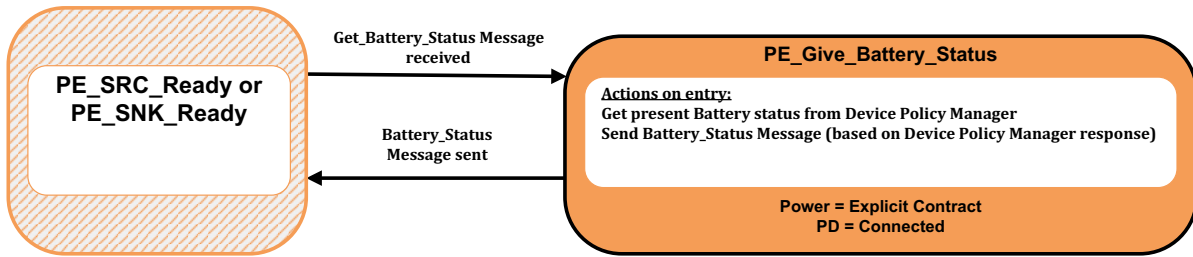 PE_SRC_Ready or
PE_SNK_Ready
Get_Battery_Status Message
received
Battery_Status
Message sent
PE_Give_Battery_Status
Actions on entry:
Get present Battery status from Device Policy Manager
Send Battery_Status Message (based on Device Policy Manager response)
Power = Explicit Contract
PD = Connected